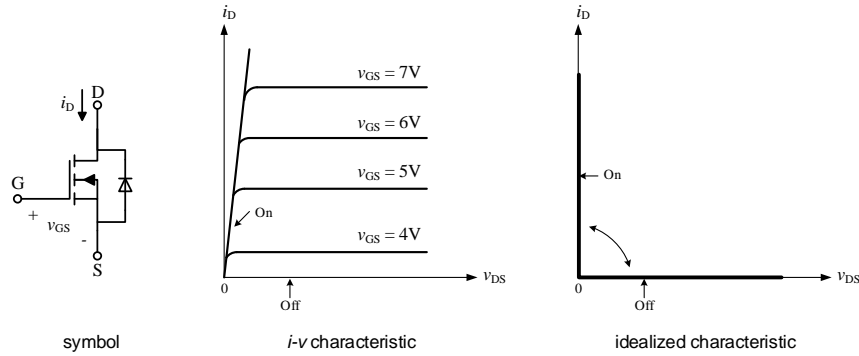 D
iD
G
+
vGS
-
S
symbol
iD
vGS = 7V
vGS = 6V
vGS = 5V
On
vGS = 4V
0
vDS
Off
i-v characteristic
iD
On
0
vDS
Off
idealized characteristic